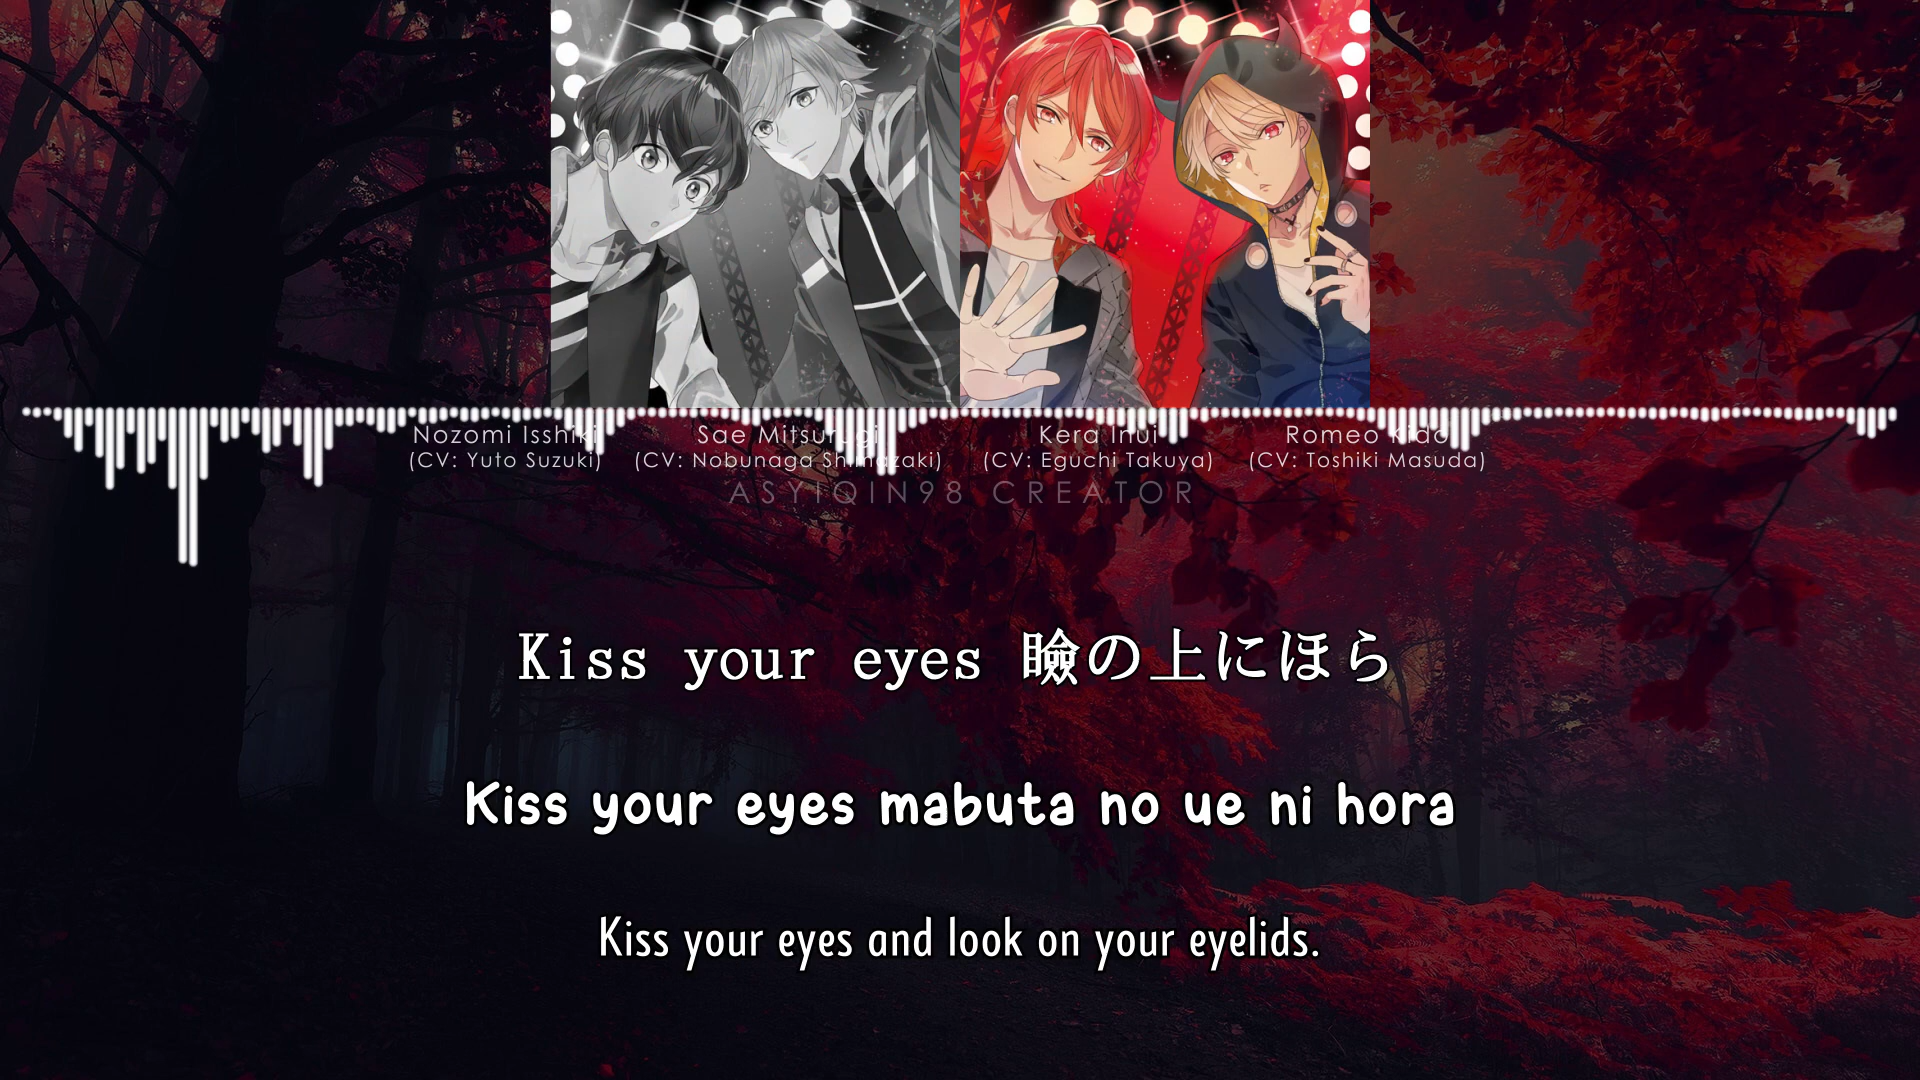 Nozomi Isshiki Sae Mitsurugi Kera Inui Romeo Kido
(CV: Yuto Suzuki) (CV: Nobunaga Shimazaki) (CV: Eguchi Takuya) (CV: Toshiki Masuda)
ASYIQIN98 CREATOR
Kiss your eyes 瞼の上にほら
Kiss your eyes mabuta no ue ni hora
Kiss your eyes and look on your eyelids.